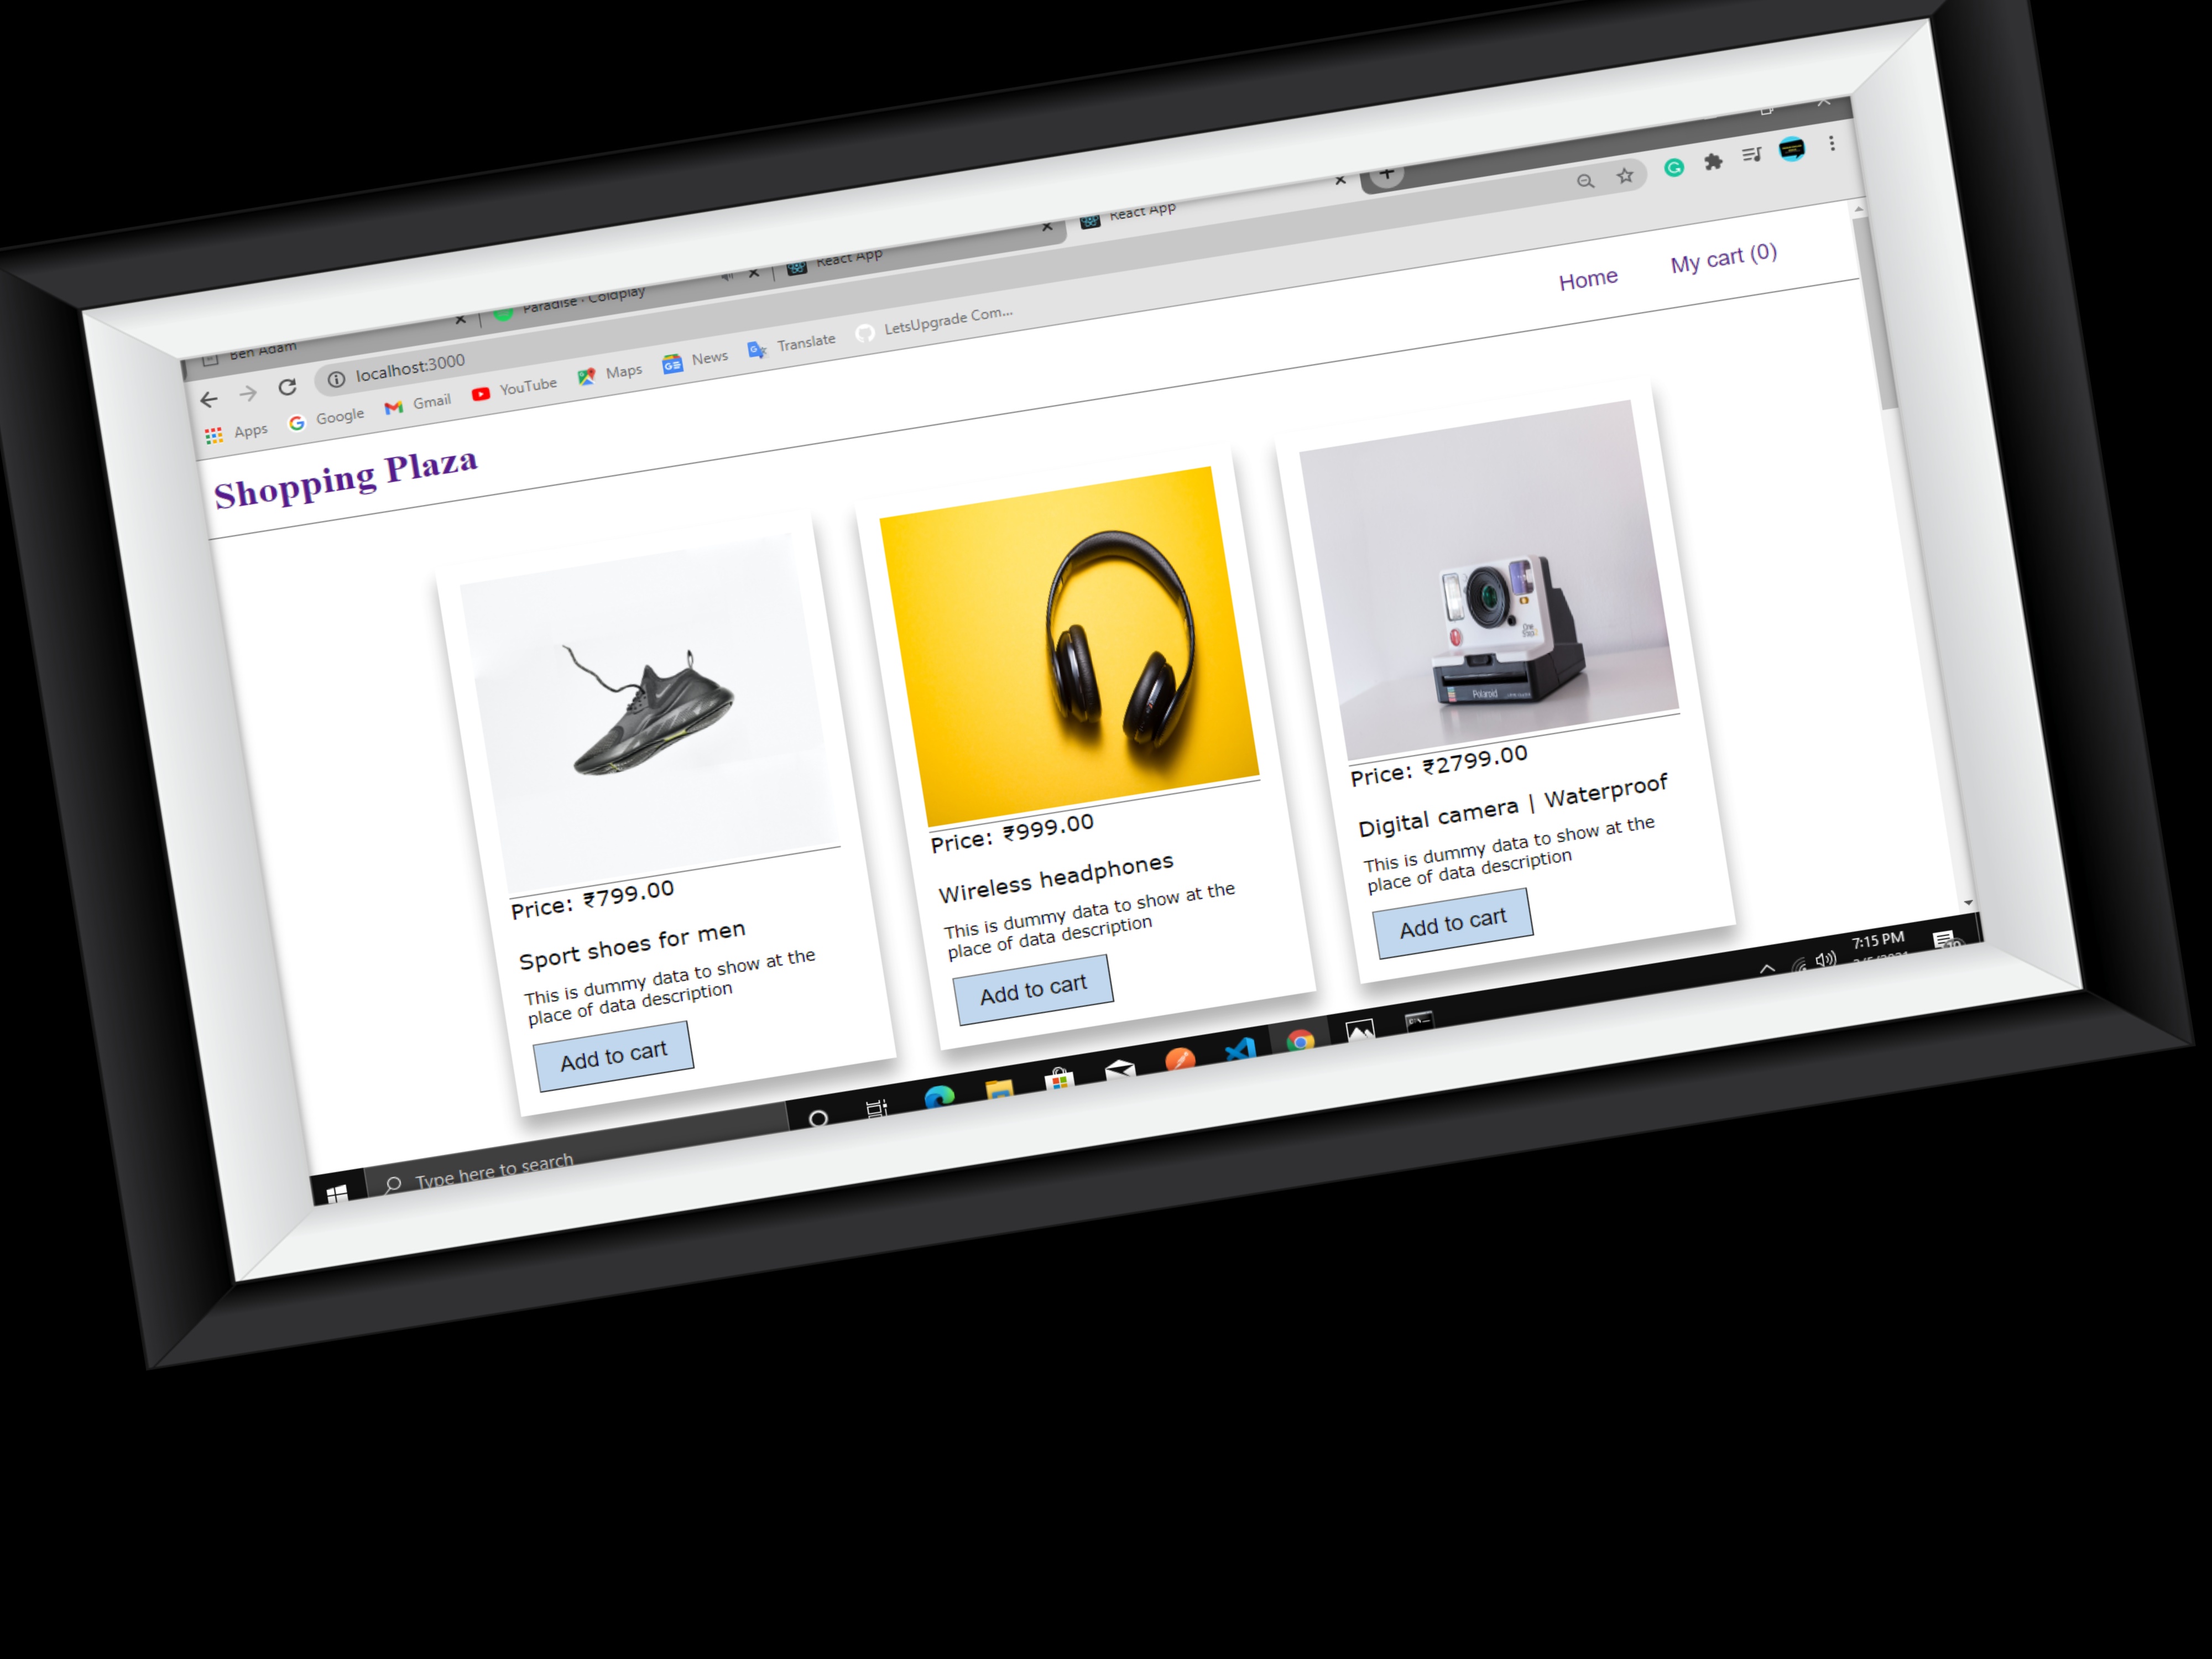 Ben Adam
Paradise · Coldplay
React App
React App
localhost:3000
Apps
Google
Gmail
YouTube
Maps
News
Translate
LetsUpgrade Com...
Shopping Plaza
Home
My cart (0)
Price: ₹799.00
Sport shoes for men
This is dummy data to show at the
place of data description
Add to cart
Price: ₹999.00
Wireless headphones
This is dummy data to show at the
place of data description
Add to cart
Polaroid
Price: ₹2799.00
Digital camera | Waterproof
This is dummy data to show at the
place of data description
Add to cart
Type here to search
7:15 PM